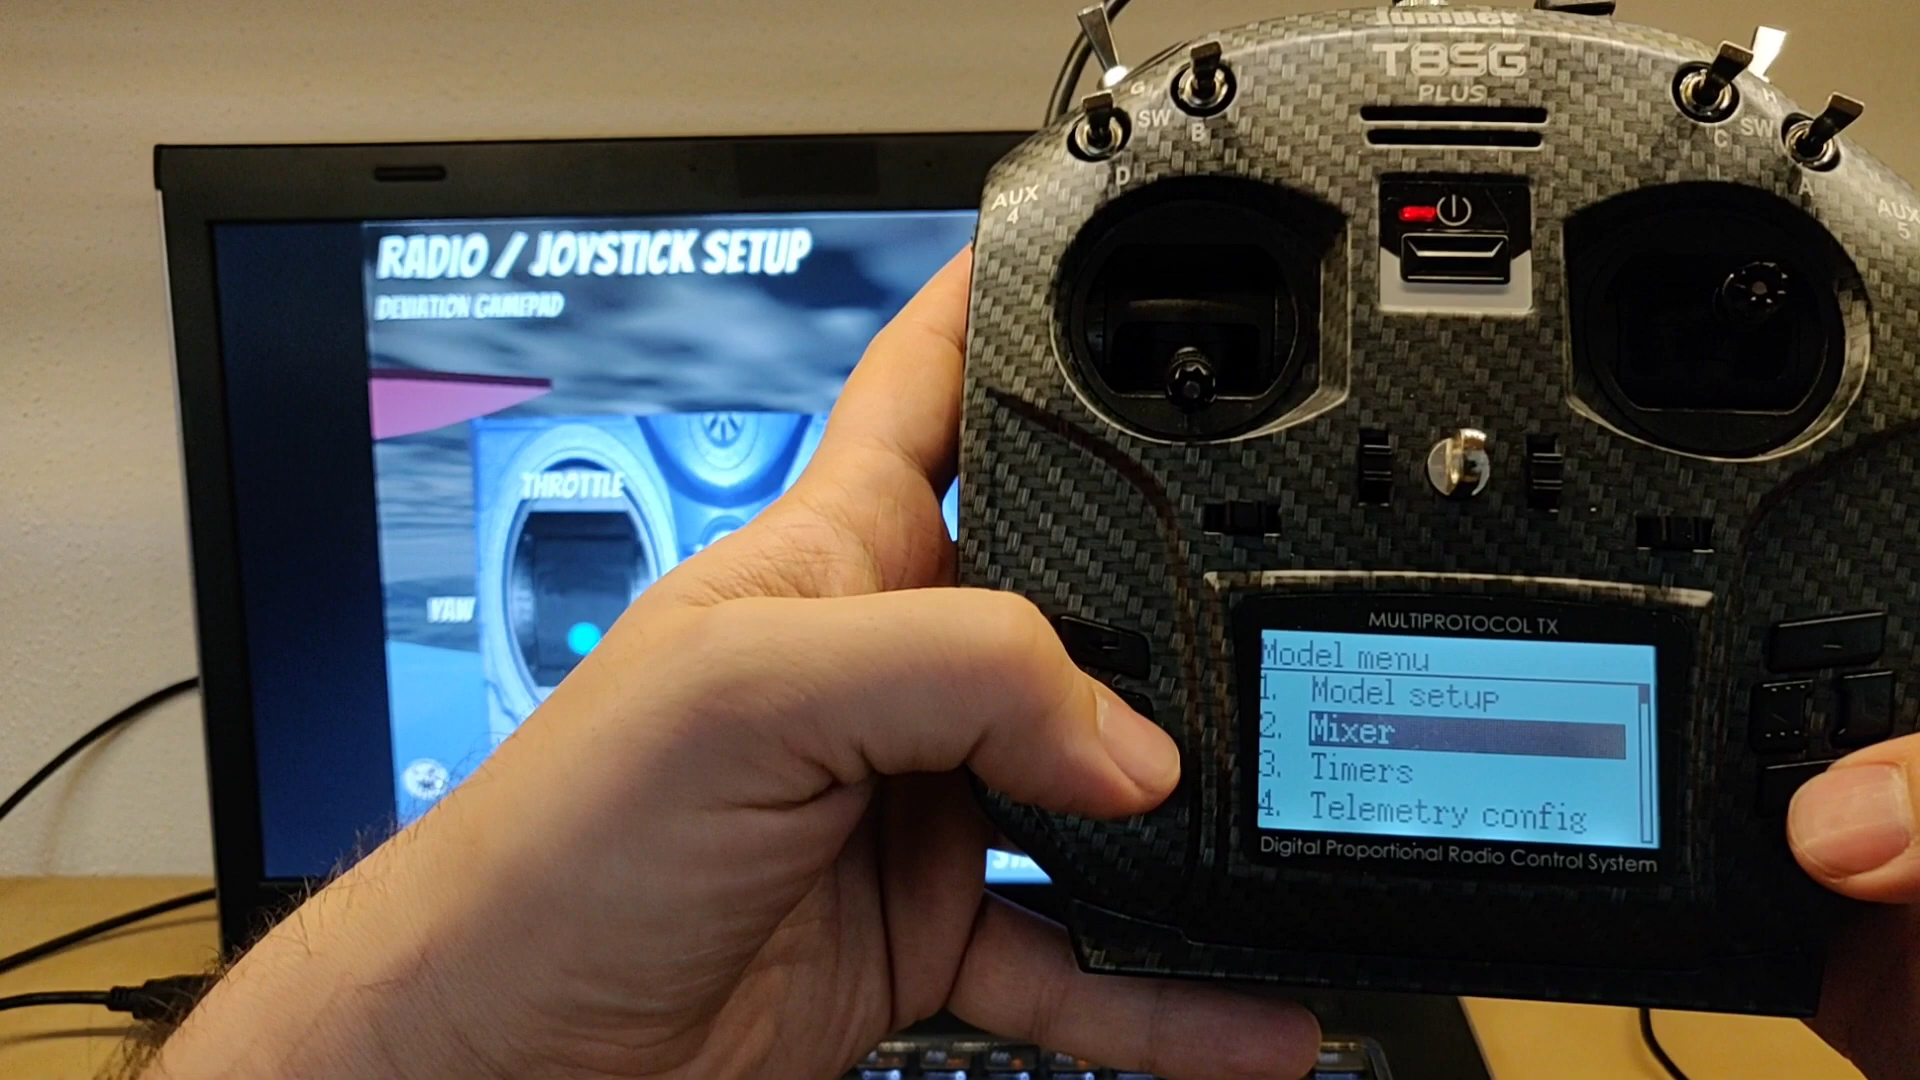 Jumper
T8SG
PLUS
G
SW
B
D
AUX
4
H
SW
C
A
AUX
5
RADIO / JOYSTICK SETUP
DEVIATION GAMEPAD
THROTTLE
YAW
MULTIPROTOCOL TX
Model menu
1. Model setup
2. Mixer
3. Timers
4. Telemetry config
Digital Proportional Radio Control System